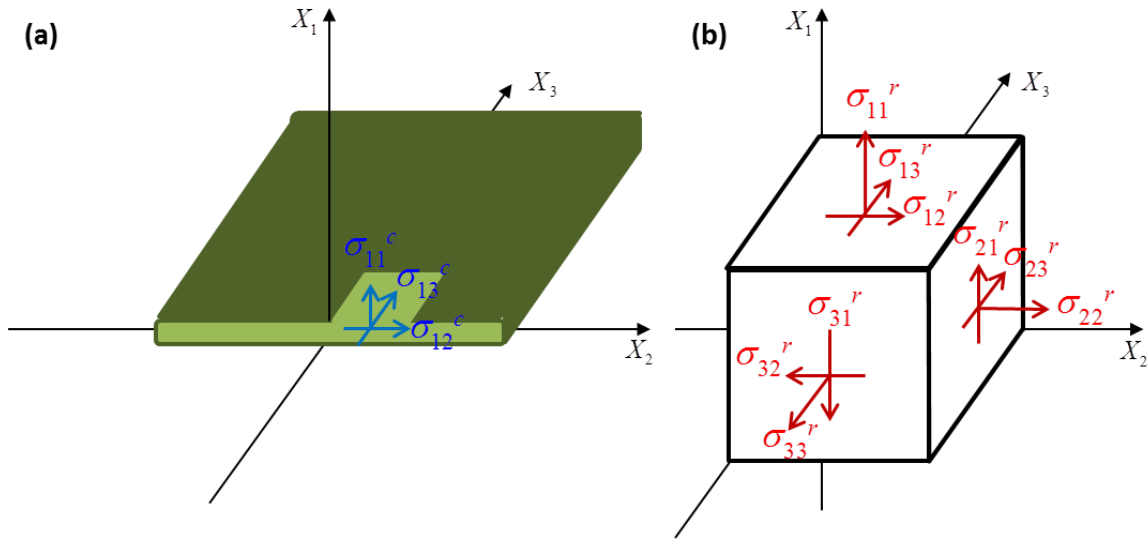 (a)
X₁
X₃
σ₁₁ᶜ
σ₁₃ᶜ
σ₁₂ᶜ
X₂
(b)
X₁
X₃
σ₁₁ʳ
σ₁₃ʳ
σ₁₂ʳ
σ₂₁ʳ
σ₂₃ʳ
σ₂₂ʳ
σ₃₁ʳ
σ₃₂ʳ
σ₃₃ʳ
X₂